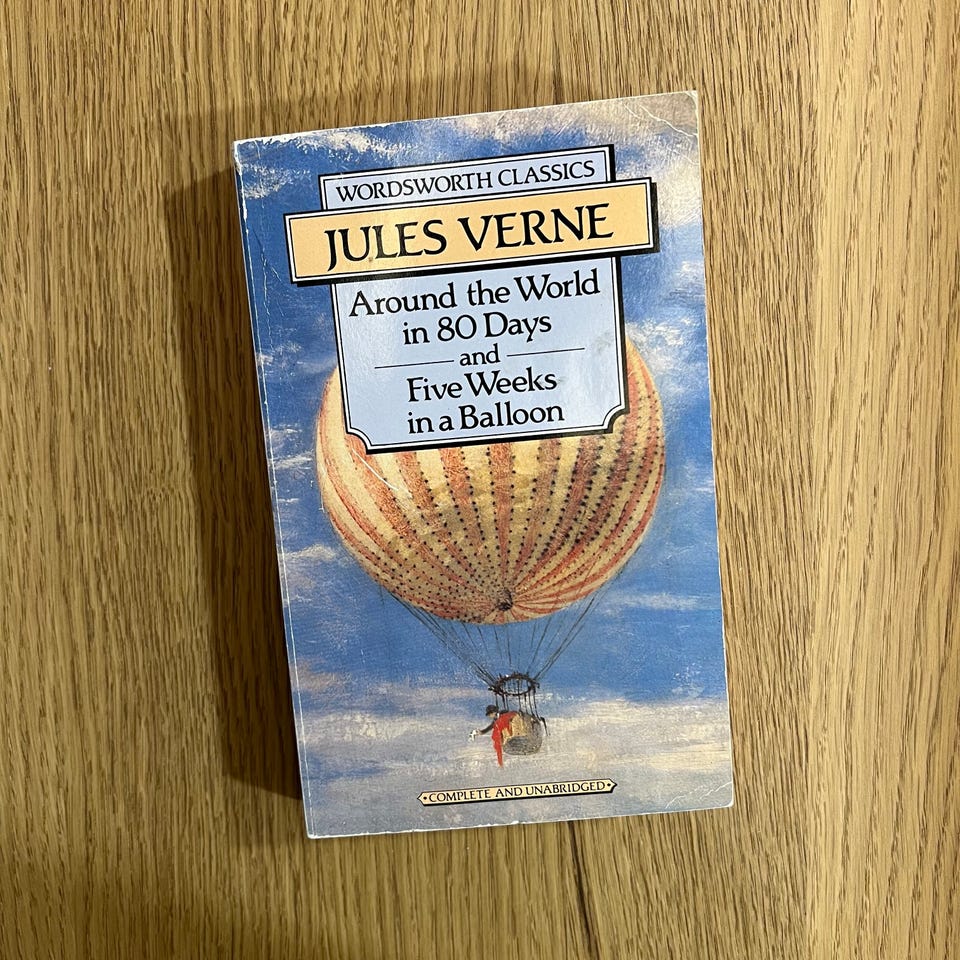 WORDSWORTH CLASSICS
JULES VERNE
Around the World
in 80 Days
and
Five Weeks
in a Balloon
•COMPLETE AND UNABRIDGED•